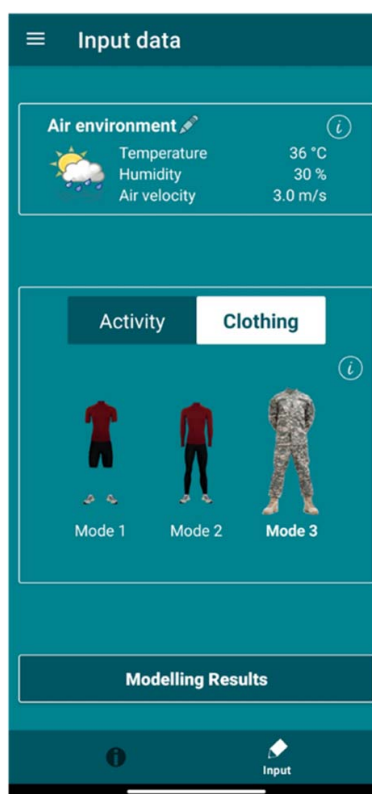 Input data
Air environment
Temperature 36 °C
Humidity 30 %
Air velocity 3.0 m/s
Activity Clothing
i
Mode 1 Mode 2 Mode 3
Modelling Results
Input